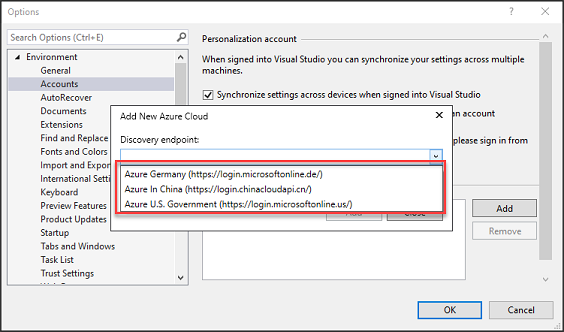 Options
Search Options (Ctrl+E)
Environment
General
Accounts
AutoRecover
Documents
Extensions
Find and Replace
Fonts and Colors
Import and Export
International Setti
Keyboard
Preview Features
Product Updates
Startup
Tabs and Windows
Task List
Trust Settings
Personalization account
When signed into Visual Studio you can synchronize your settings across multiple
machines.
Synchronize settings across devices when signed into Visual Studio
an account
please sign in from
Add New Azure Cloud
Discovery endpoint:
Azure Germany (https://login.microsoftonline.de/)
Azure In China (https://login.chinacloudapi.cn/)
Azure U.S. Government (https://login.microsoftonline.us/)
Add
Close
Add
Remove
OK
Cancel